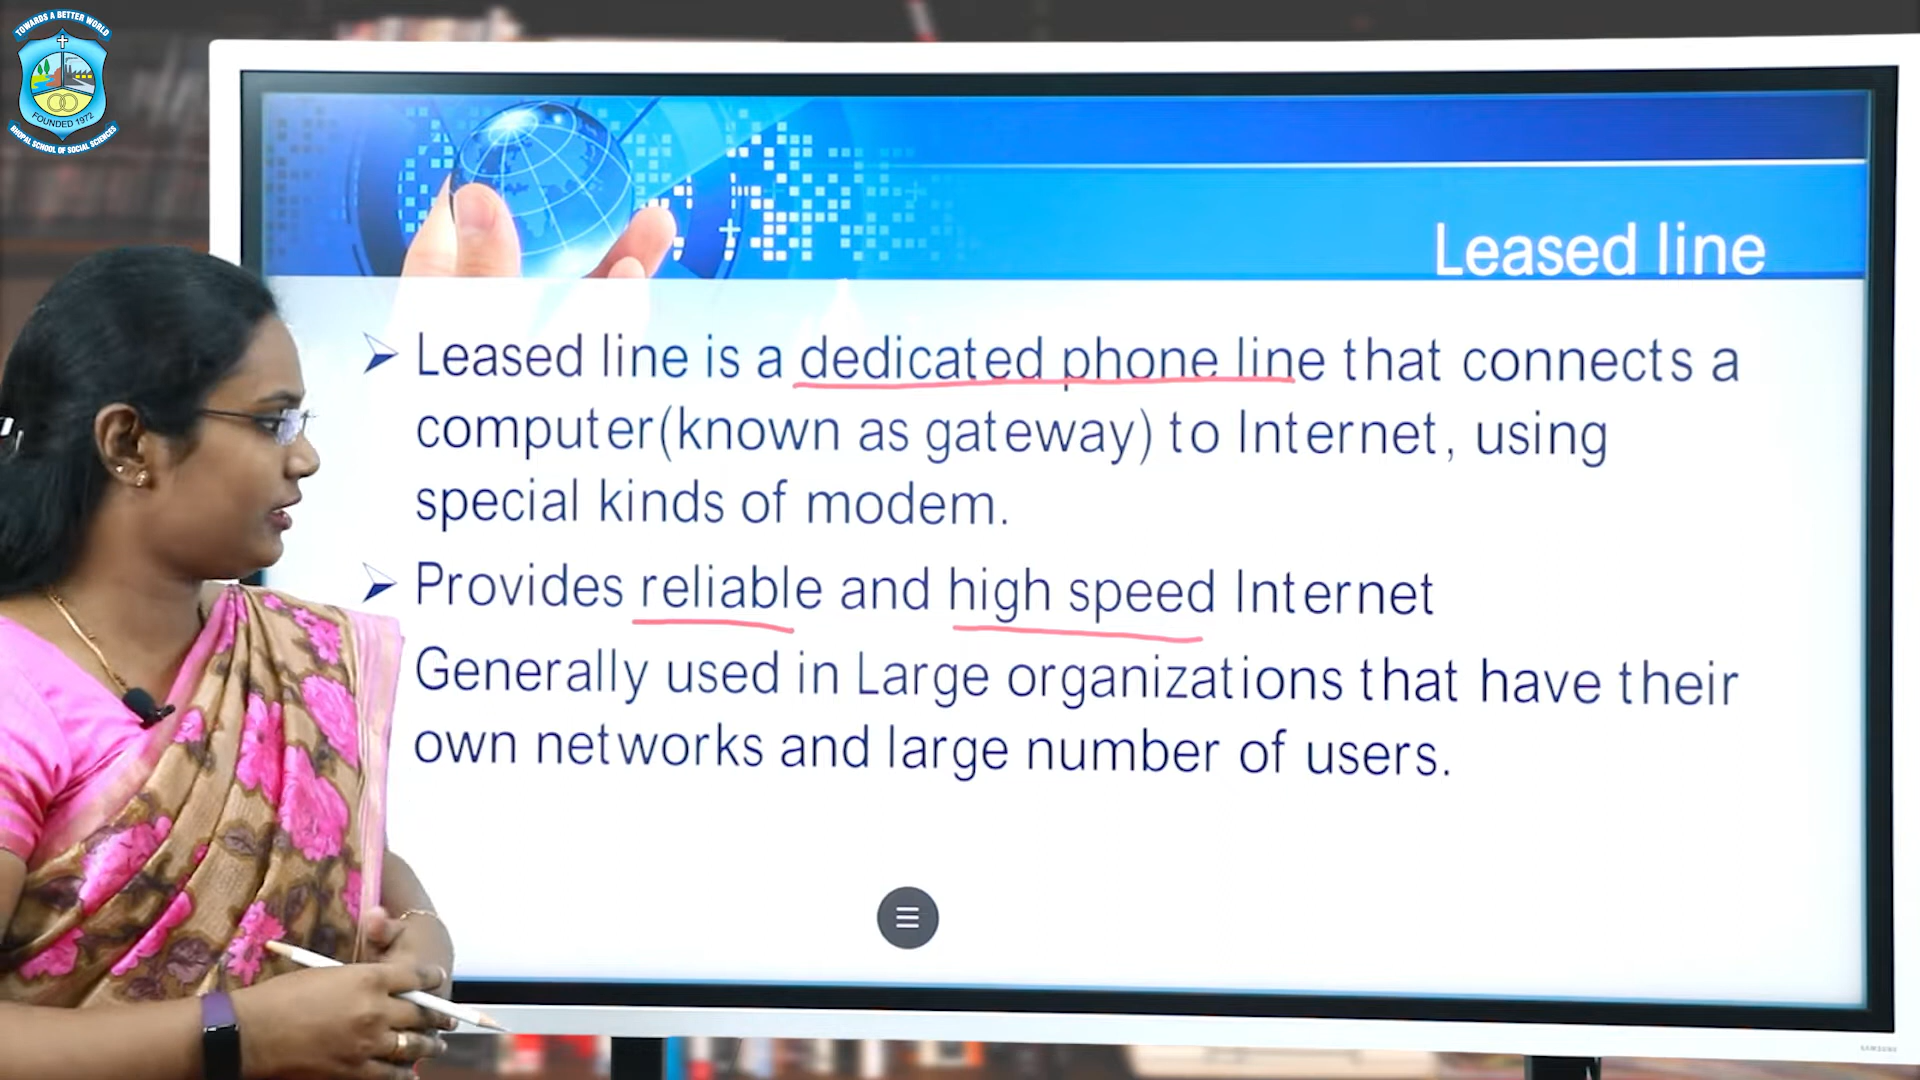 TOWARDS A BETTER WORLD
FOUNDED 1972
BHOPAL SCHOOL OF SOCIAL SCIENCES
Leased line
Leased line is a dedicated phone line that connects a
computer(known as gateway) to Internet, using
special kinds of modem.
Provides reliable and high speed Internet
Generally used in Large organizations that have their
own networks and large number of users.
SAMSUNG